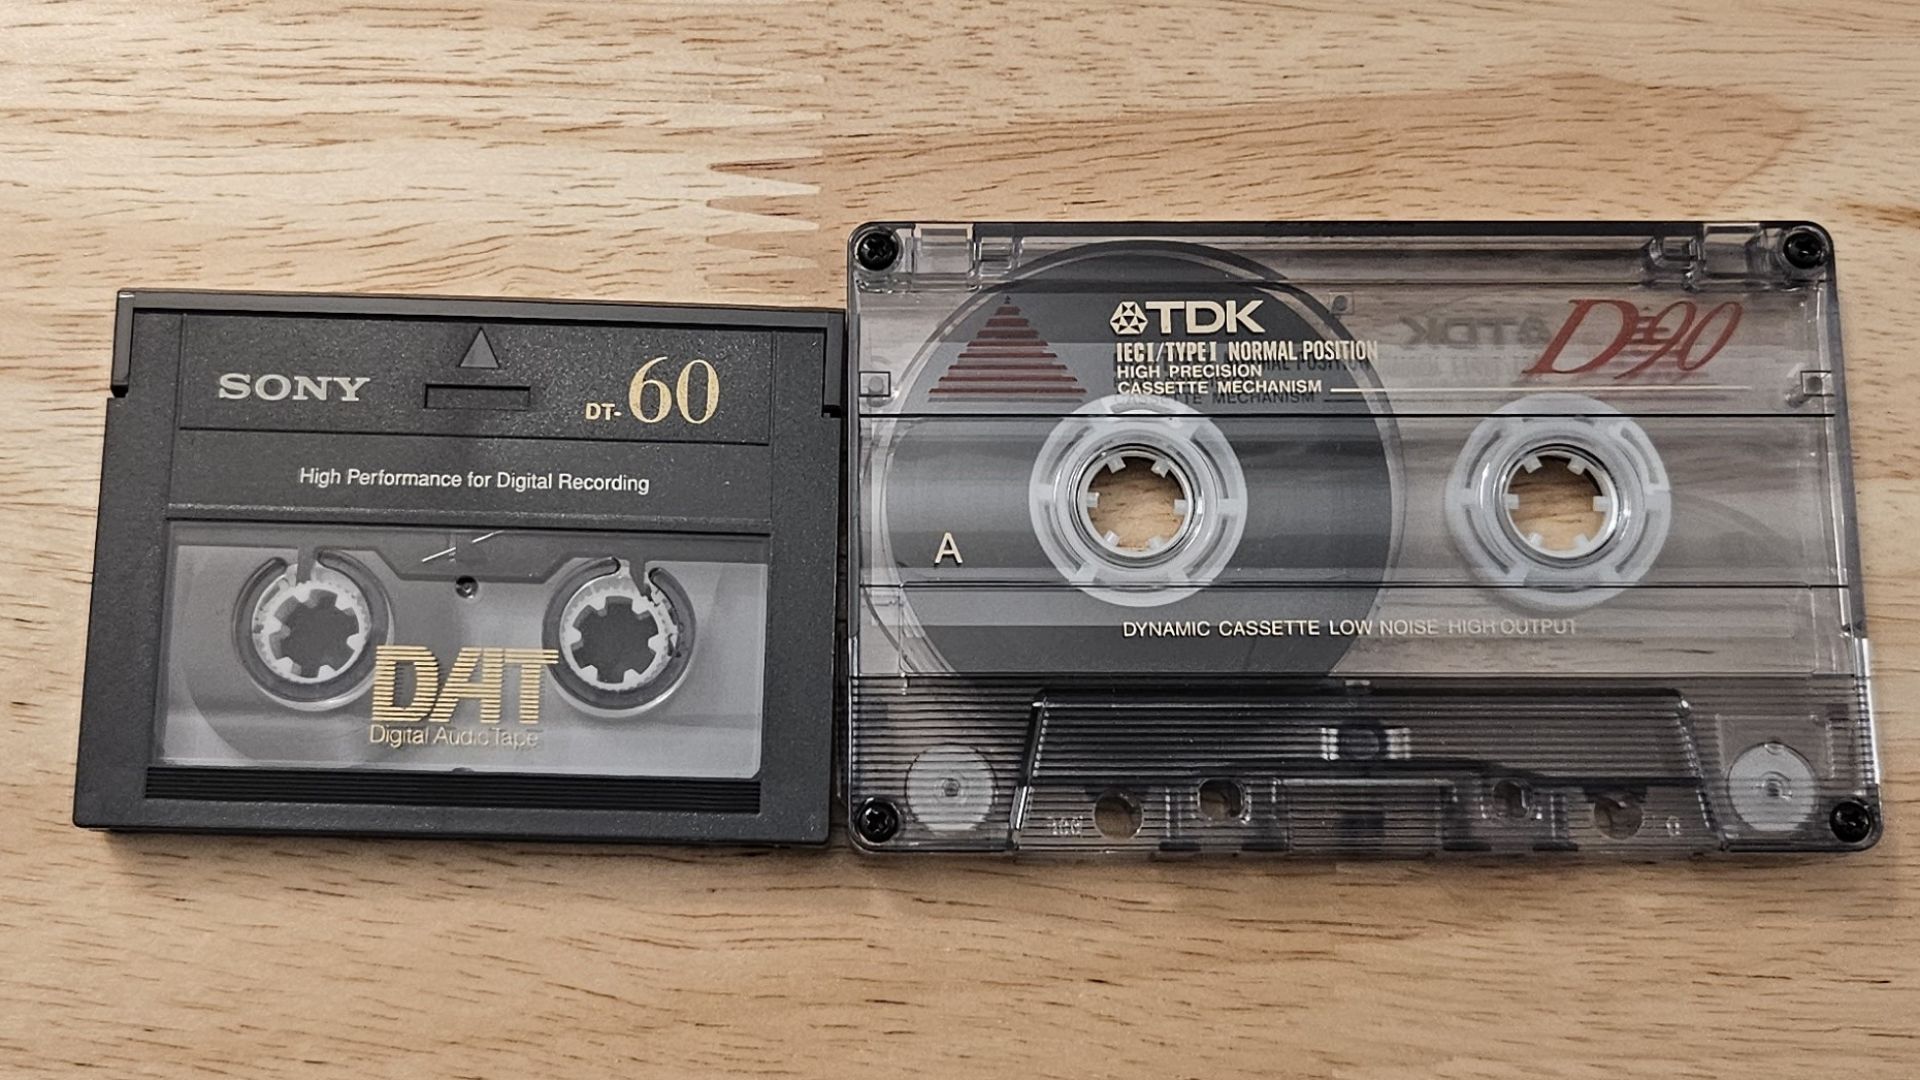 SONY
DT-60
High Performance for Digital Recording
DAT
Digital Audio Tape
TDK
D90
IECI/TYPEI NORMAL POSITION
HIGH PRECISION
CASSETTE MECHANISM
A
DYNAMIC CASSETTE LOW NOISE HIGH OUTPUT